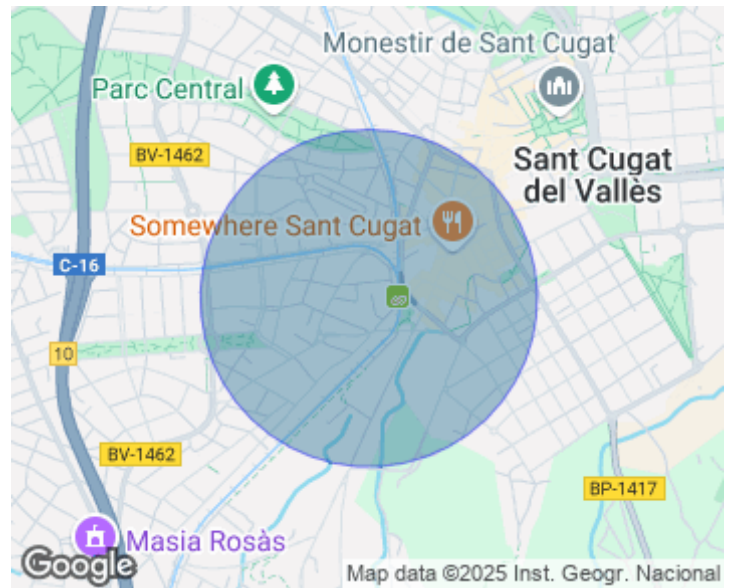 Monestir de Sant Cugat
Parc Central
BV-1462
Sant Cugat
del Vallès
Somewhere Sant Cugat
C-16
10
BV-1462
BP-1417
Masia Rosàs
Google
Map data ©2025 Inst. Geogr. Nacional